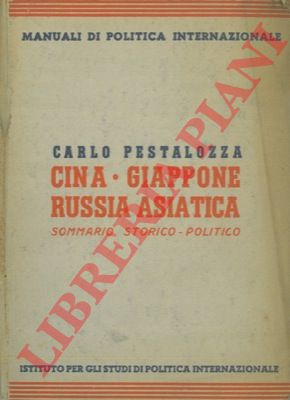 MANUALI DI POLITICA INTERNAZIONALE
CARLO PESTALOZZA
CINA • GIAPPONE
RUSSIA ASIATICA
SOMMARIO STORICO-POLITICO
ISTITUTO PER GLI STUDI DI POLITICA INTERNAZIONALE
LIBRERIA PIANI